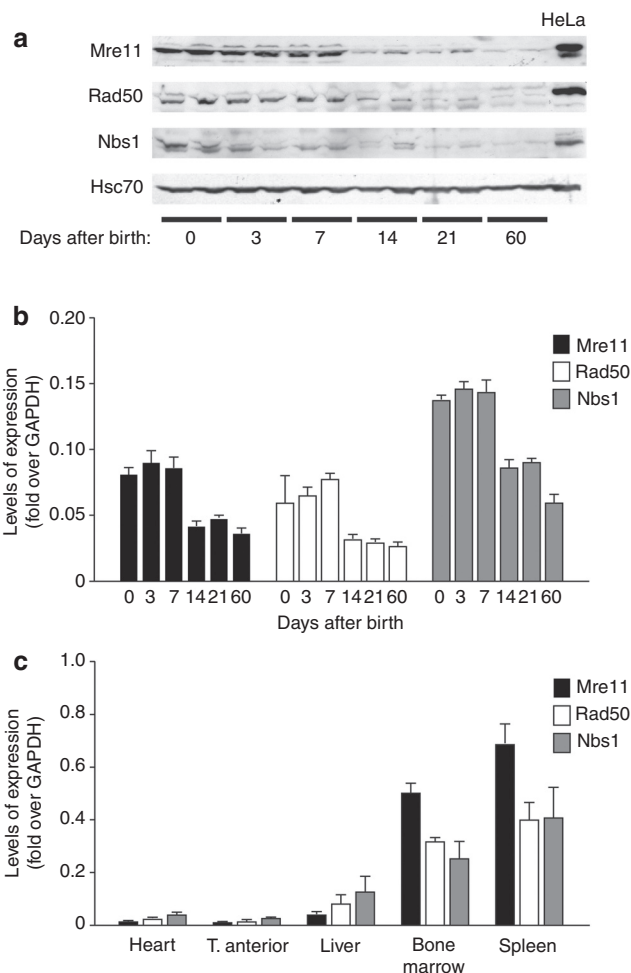 HeLa
a
Mre11
Rad50
Nbs1
Hsc70
Days after birth: 0 3 7 14 21 60
b
Levels of expression
(fold over GAPDH)
0.20
0.15
0.10
0.05
0
Mre11
Rad50
Nbs1
0 3 7 14 21 60 0 3 7 14 21 60 0 3 7 14 21 60
Days after birth
c
Levels of expression
(fold over GAPDH)
1.0
0.8
0.6
0.4
0.2
0
Mre11
Rad50
Nbs1
Heart T. anterior Liver Bone Spleen
marrow